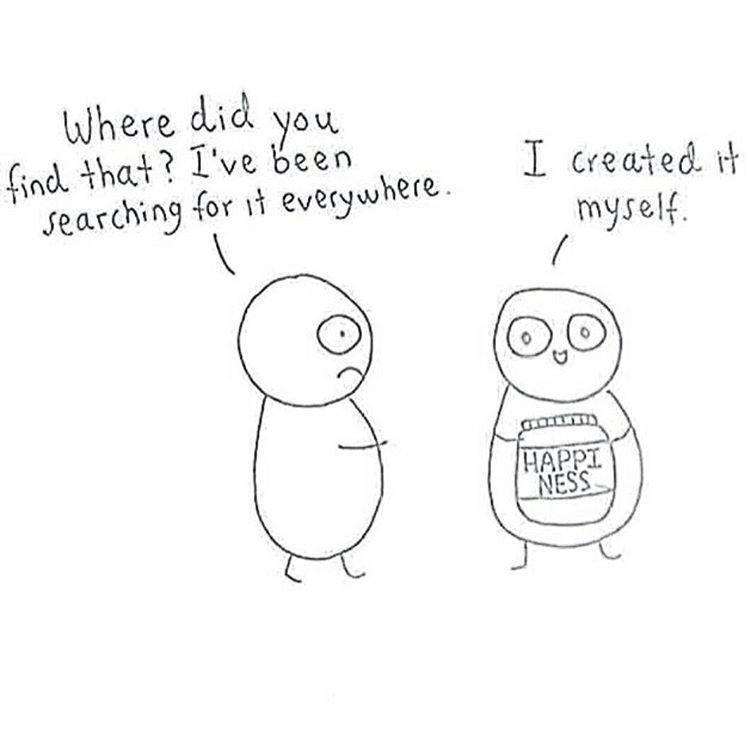 Where did you
find that? I've been
searching for it everywhere.
I created it
myself.
HAPPI
NESS